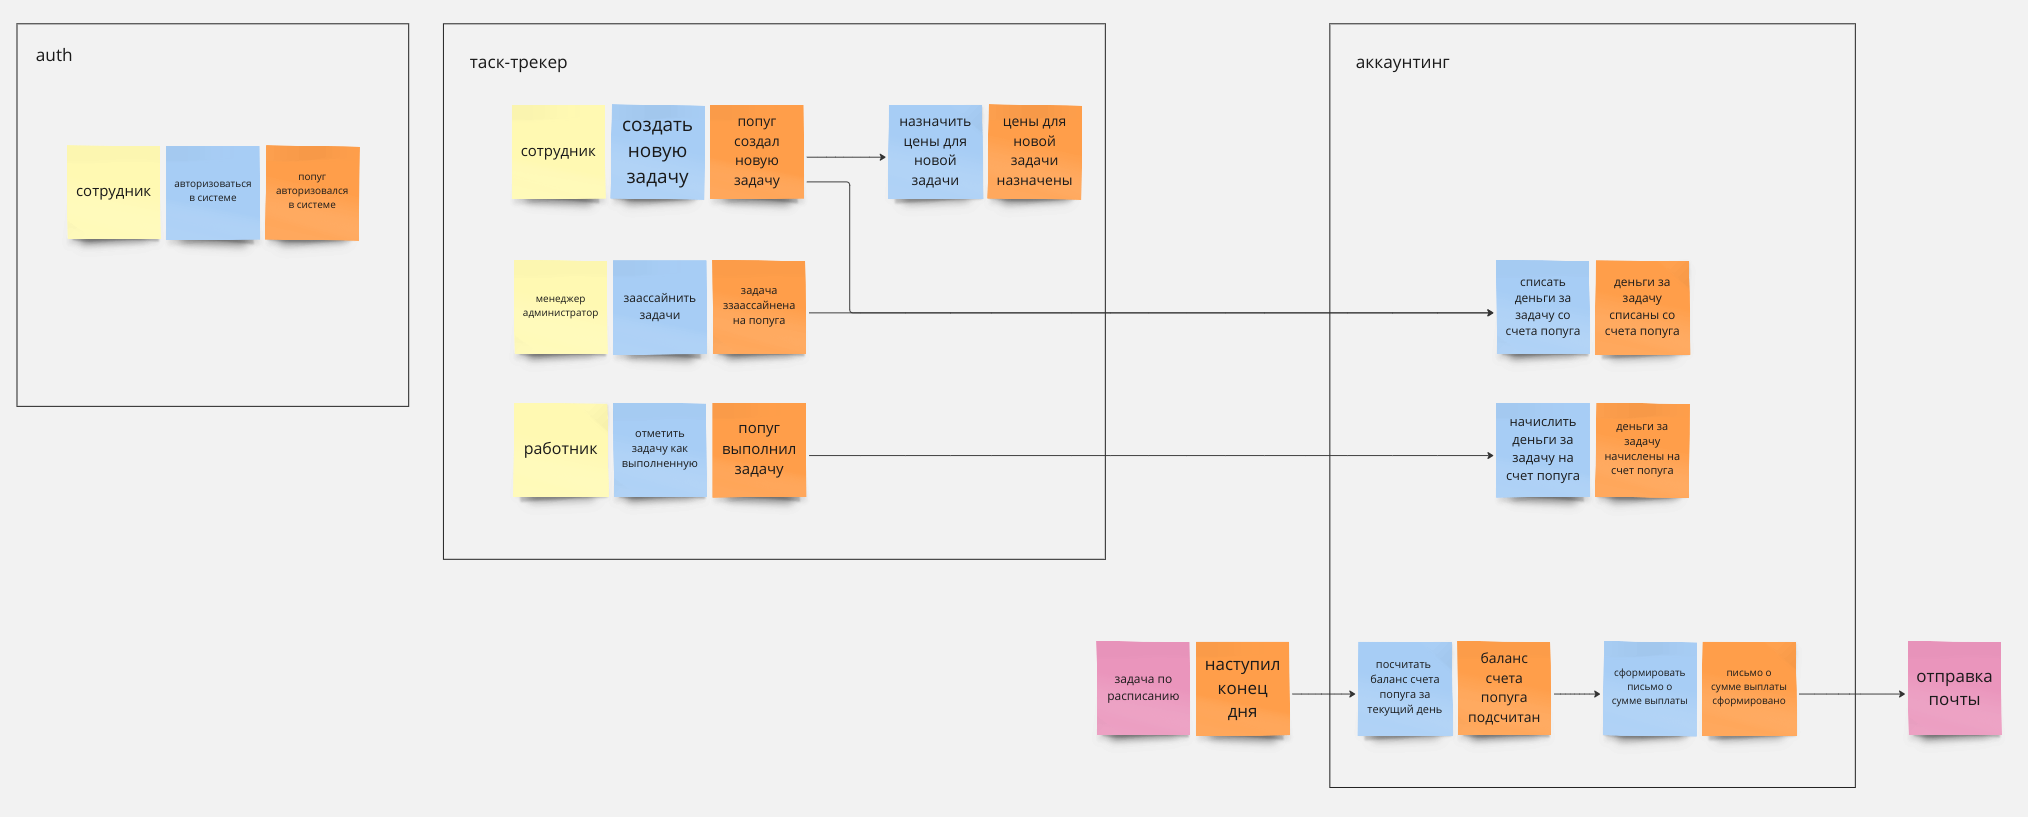 auth
сотрудник
авторизоваться
в системе
попуг
авторизовался
в системе
таск-трекер
сотрудник
создать
новую
задачу
попуг
создал
новую
задачу
назначить
цены для
новой
задачи
цены для
новой
задачи
назначены
менеджер
администратор
заассайнить
задачи
задача
ззаассайнена
на попуга
работник
отметить
задачу как
выполненную
попуг
выполнил
задачу
аккаунтинг
списать
деньги за
задачу со
счета попуга
деньги за
задачу
списаны со
счета попуга
начислить
деньги за
задачу на
счет попуга
деньги за
задачу
начислены на
счет попуга
задача по
расписанию
наступил
конец
дня
посчитать
баланс счета
попуга за
текущий день
баланс
счета
попуга
подсчитан
сформировать
письмо о
сумме выплаты
письмо о
сумме выплаты
сформировано
отправка
почты